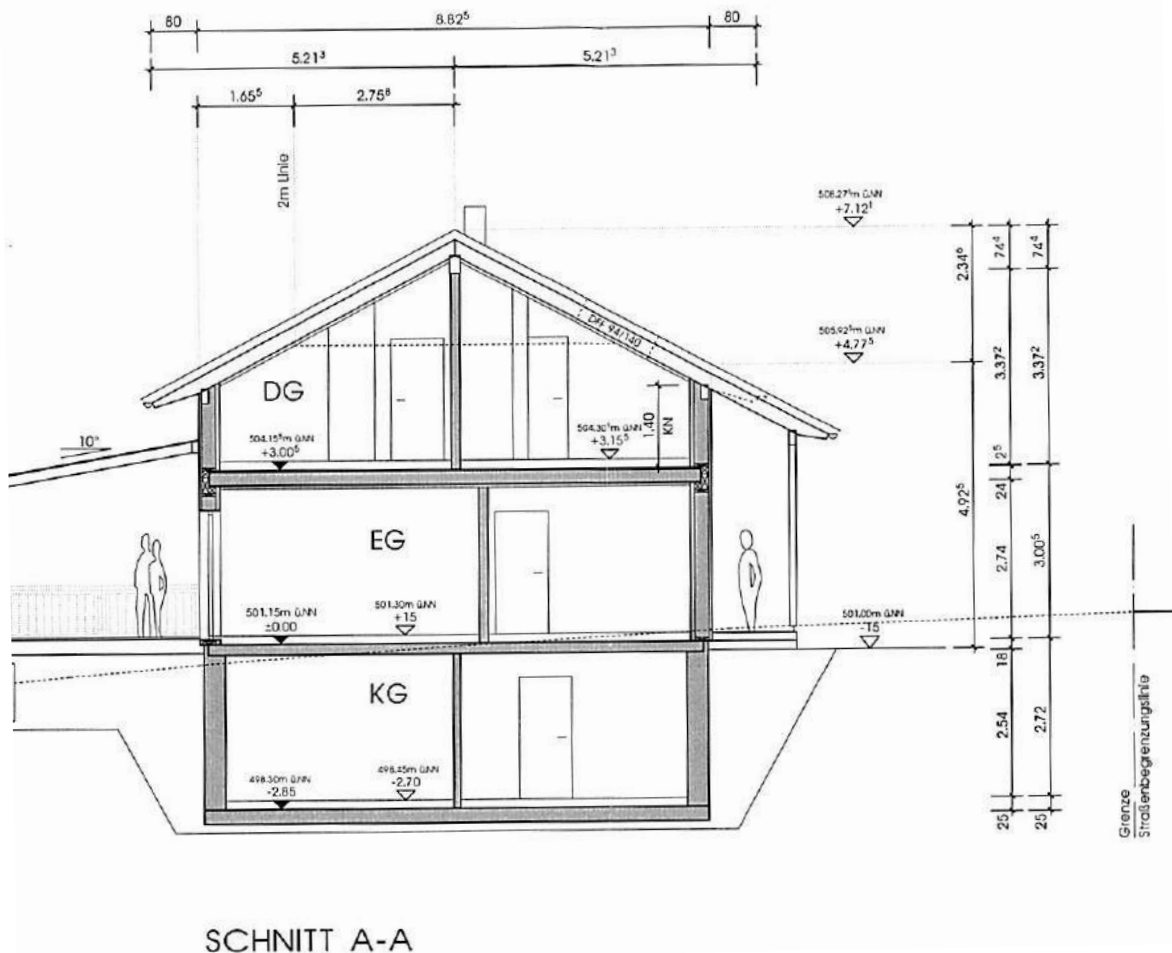 80
8.82⁵
80
5.21³
5.21³
1.65⁵
2.75⁸
2m Linie
508.27¹m ü.NN
+7.12¹
505.92⁵m ü.NN
+4.77⁵
2.34⁶
74⁴
74⁴
3.37²
3.37²
DFF 94/140
DG
1.40
KN
504.15⁵m ü.NN
+3.00⁵
504.30⁵m ü.NN
+3.15⁵
10°
2⁵
24
4.92⁵
2.74
3.00⁵
EG
501.15m ü.NN
±0.00
501.30m ü.NN
+15
501.00m ü.NN
-15
18
KG
2.54
2.72
498.30m ü.NN
-2.85
498.45m ü.NN
-2.70
25
25
Grenze
Straßenbegrenzungslinie
SCHNITT A-A